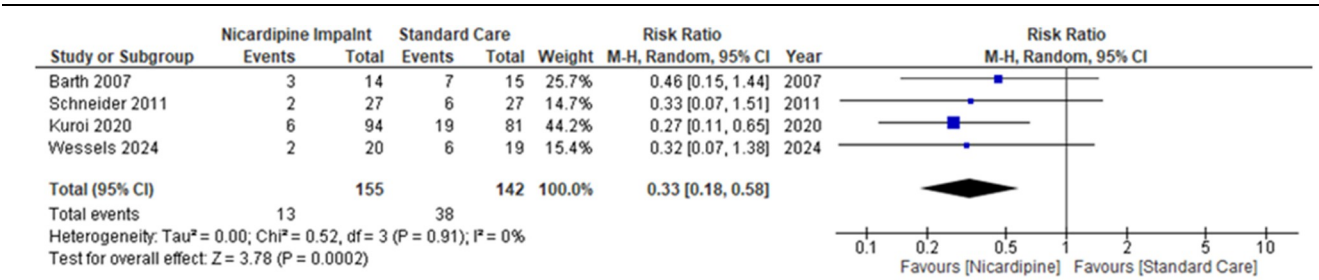 Nicardipine Impalnt Standard Care Risk Ratio Risk Ratio
Study or Subgroup Events Total Events Total Weight M-H, Random, 95% CI Year M-H, Random, 95% CI
Barth 2007 3 14 7 15 25.7% 0.46 [0.15, 1.44] 2007
Schneider 2011 2 27 6 27 14.7% 0.33 [0.07, 1.51] 2011
Kuroi 2020 6 94 19 81 44.2% 0.27 [0.11, 0.65] 2020
Wessels 2024 2 20 6 19 15.4% 0.32 [0.07, 1.38] 2024
Total (95% CI) 155 142 100.0% 0.33 [0.18, 0.58]
Total events 13 38
Heterogeneity: Tau² = 0.00; Chi² = 0.52, df = 3 (P = 0.91); I² = 0%
Test for overall effect: Z = 3.78 (P = 0.0002)
0.1 0.2 0.5 1 2 5 10
Favours [Nicardipine] Favours [Standard Care]